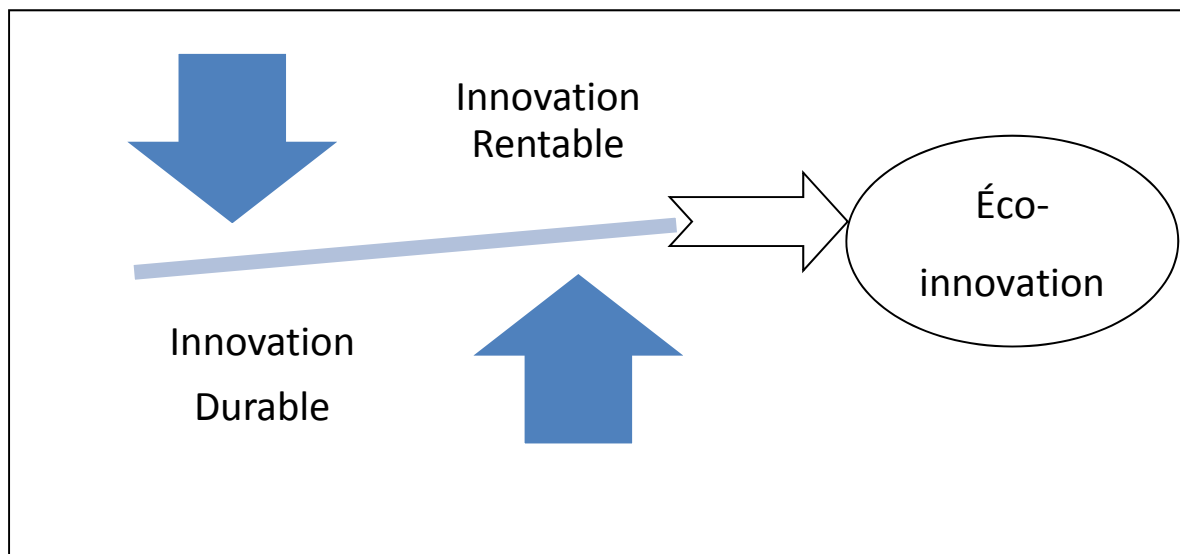 Innovation
Rentable
Éco-
innovation
Innovation
Durable